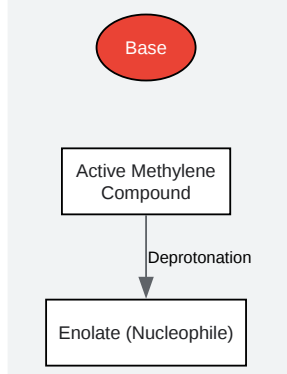 Base
Active Methylene
Compound
Deprotonation
Enolate (Nucleophile)